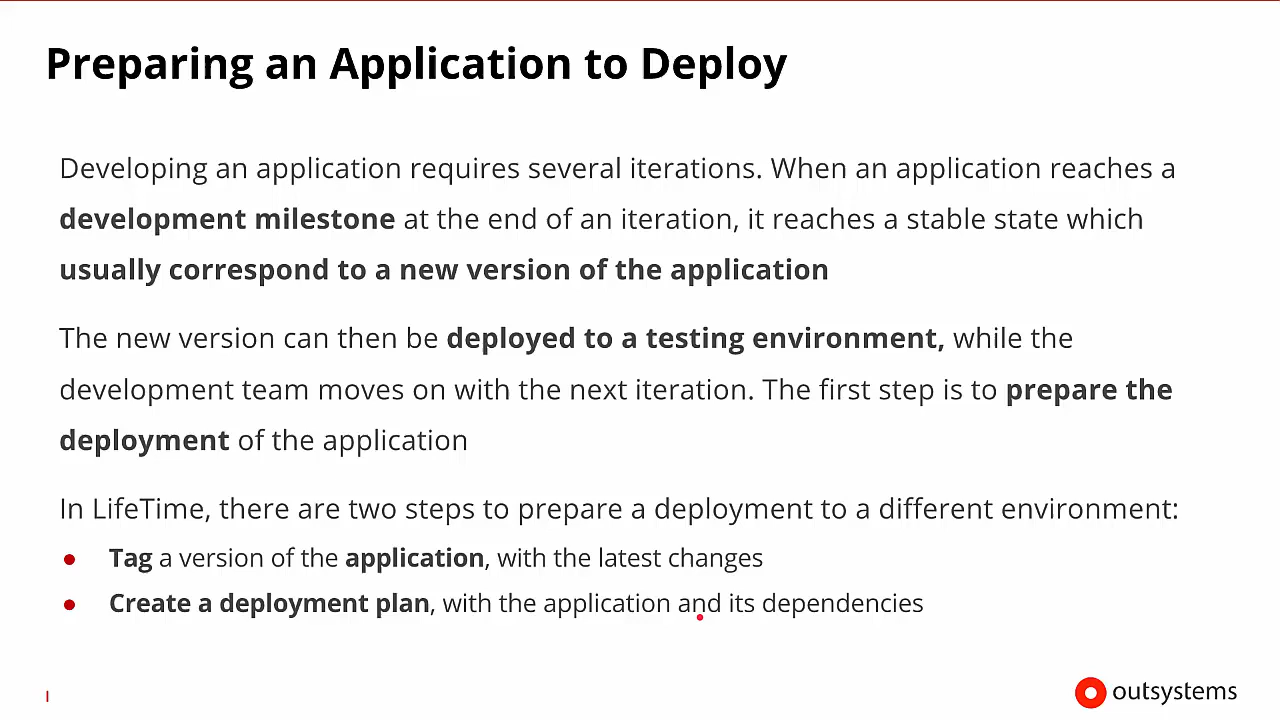 Preparing an Application to Deploy
Developing an application requires several iterations. When an application reaches a
development milestone at the end of an iteration, it reaches a stable state which
usually correspond to a new version of the application
The new version can then be deployed to a testing environment, while the
development team moves on with the next iteration. The first step is to prepare the
deployment of the application
In LifeTime, there are two steps to prepare a deployment to a different environment:
● Tag a version of the application, with the latest changes
● Create a deployment plan, with the application and its dependencies
I
outsystems